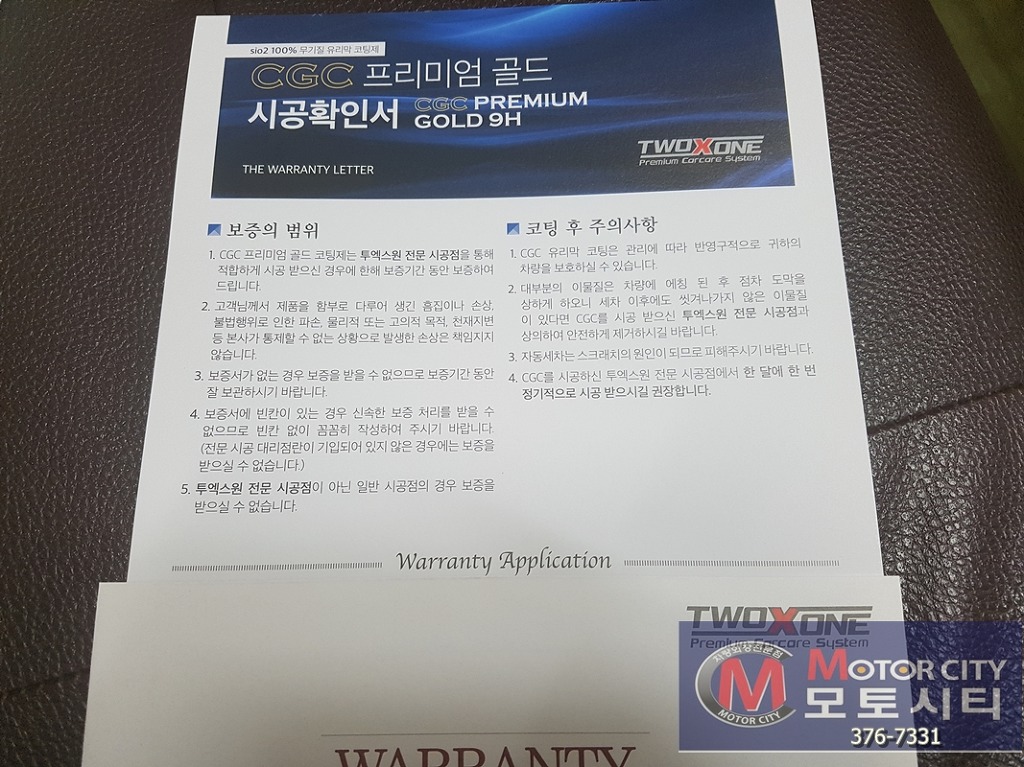 sio2 100% 무기질 유리막 코팅제
CGC 프리미엄 골드
시공확인서 CGC PREMIUM
GOLD 9H
TWOXONE
Premium Carcare System
THE WARRANTY LETTER
보증의 범위
1. CGC 프리미엄 골드 코팅제는 투엑스원 전문 시공점을 통해
적합하게 시공 받으신 경우에 한해 보증기간 동안 보증하여
드립니다.
2. 고객님께서 제품을 함부로 다루어 생긴 흠집이나 손상,
불법행위로 인한 파손, 물리적 또는 고의적 목적, 천재지변
등 본사가 통제할 수 없는 상황으로 발생한 손상은 책임지지
않습니다.
3. 보증서가 없는 경우 보증을 받을 수 없으므로 보증기간 동안
잘 보관하시기 바랍니다.
4. 보증서에 빈칸이 있는 경우 신속한 보증 처리를 받을 수
없으므로 빈칸 없이 꼼꼼히 작성하여 주시기 바랍니다.
(전문 시공 대리점란이 기입되어 있지 않은 경우에는 보증을
받으실 수 없습니다.)
5. 투엑스원 전문 시공점이 아닌 일반 시공점의 경우 보증을
받으실 수 없습니다.
코팅 후 주의사항
1. CGC 유리막 코팅은 관리에 따라 반영구적으로 귀하의
차량을 보호하실 수 있습니다.
2. 대부분의 이물질은 차량에 에칭 된 후 점차 도막을
상하게 하오니 세차 이후에도 씻겨나가지 않은 이물질
이 있다면 CGC를 시공 받으신 투엑스원 전문 시공점과
상의하여 안전하게 제거하시길 바랍니다.
3. 자동세차는 스크래치의 원인이 되므로 피해주시기 바랍니다.
4. CGC를 시공하신 투엑스원 전문 시공점에서 한 달에 한 번
정기적으로 시공 받으시길 권장합니다.
Warranty Application
TWOXONE
Premium Carcare System
WARRANTY
차량외장전문점
M
MOTOR CITY
MOTOR CITY
모토시티
376-7331